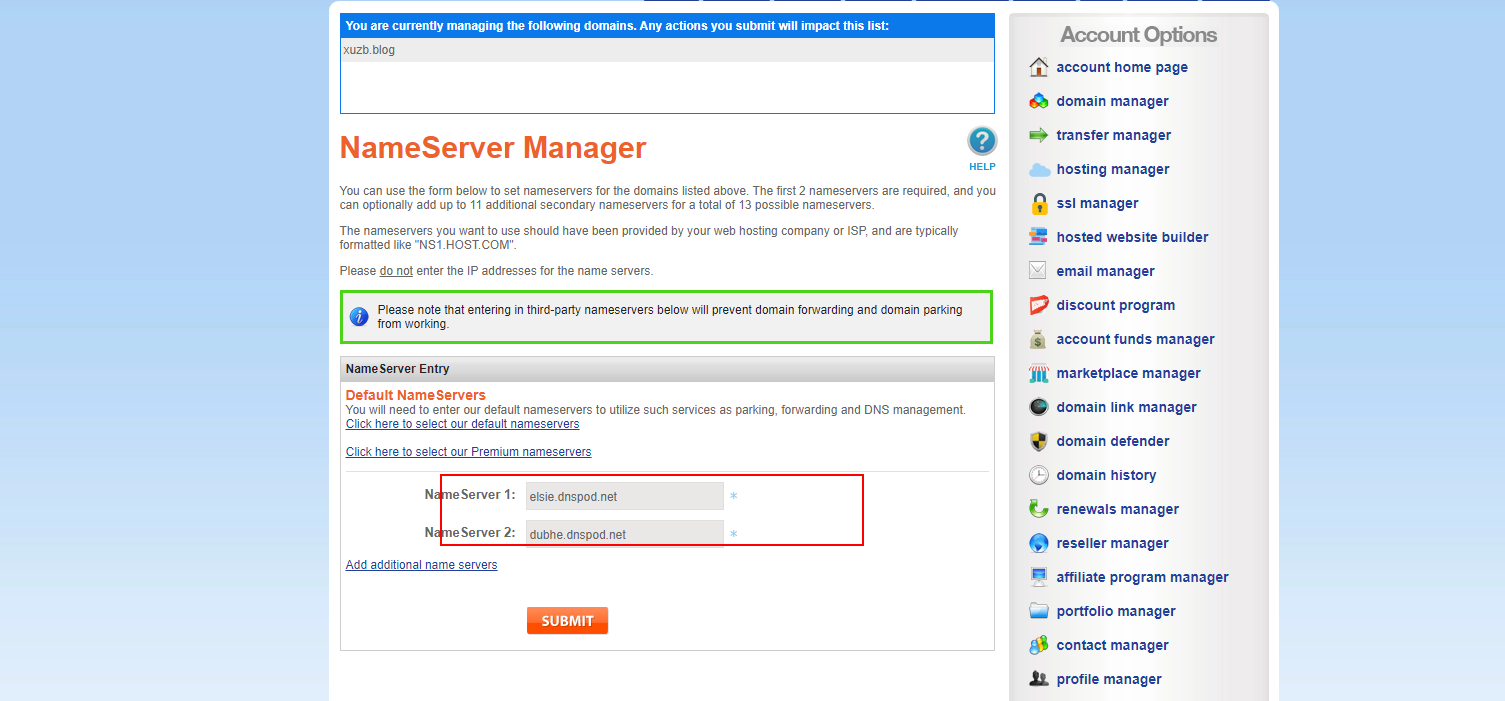 You are currently managing the following domains. Any actions you submit will impact this list:
xuzb.blog
NameServer Manager
HELP
You can use the form below to set nameservers for the domains listed above. The first 2 nameservers are required, and you
can optionally add up to 11 additional secondary nameservers for a total of 13 possible nameservers.
The nameservers you want to use should have been provided by your web hosting company or ISP, and are typically
formatted like "NS1.HOST.COM".
Please do not enter the IP addresses for the name servers.
Please note that entering in third-party nameservers below will prevent domain forwarding and domain parking
from working.
NameServer Entry
Default NameServers
You will need to enter our default nameservers to utilize such services as parking, forwarding and DNS management.
Click here to select our default nameservers
Click here to select our Premium nameservers
NameServer 1: elsie.dnspod.net *
NameServer 2: dubhe.dnspod.net *
Add additional name servers
SUBMIT
Account Options
account home page
domain manager
transfer manager
hosting manager
ssl manager
hosted website builder
email manager
discount program
account funds manager
marketplace manager
domain link manager
domain defender
domain history
renewals manager
reseller manager
affiliate program manager
portfolio manager
contact manager
profile manager